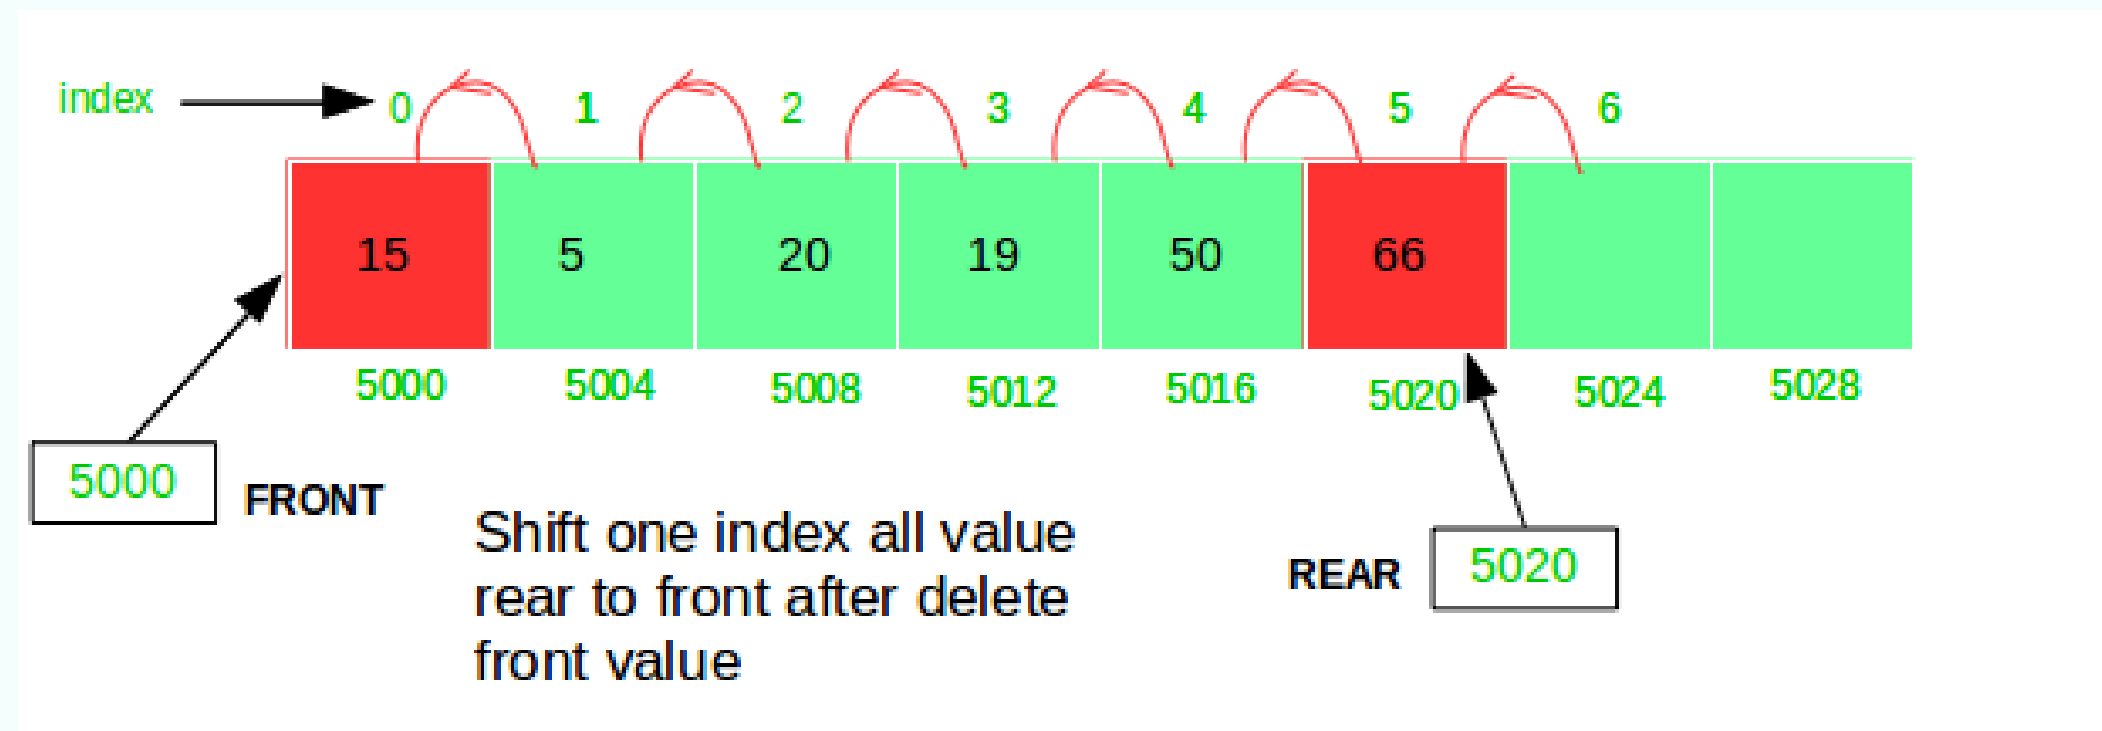 index 0 1 2 3 4 5 6
15 5 20 19 50 66
5000 5004 5008 5012 5016 5020 5024 5028
5000 FRONT
Shift one index all value
rear to front after delete
front value
REAR 5020